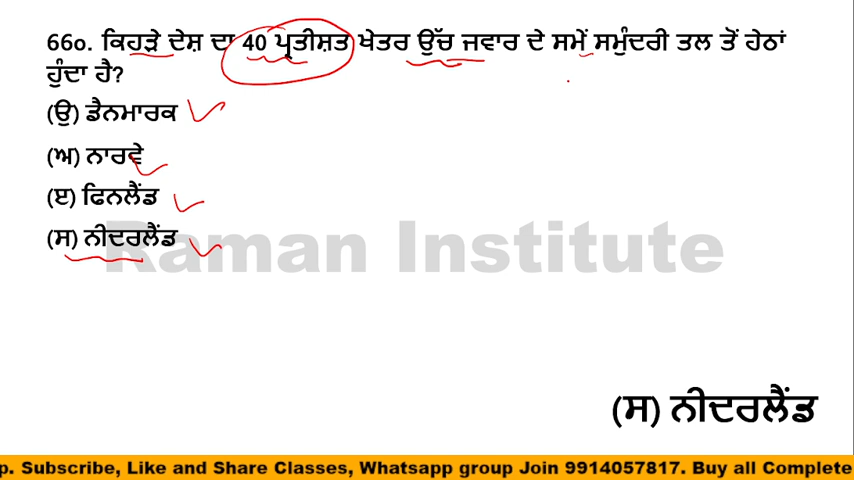 66o. ਕਿਹੜੇ ਦੇਸ਼ ਦਾ 40 ਪ੍ਰਤੀਸ਼ਤ ਖੇਤਰ ਉੱਚ ਜਵਾਰ ਦੇ ਸਮੇਂ ਸਮੁੰਦਰੀ ਤਲ ਤੋਂ ਹੇਠਾਂ
ਹੁੰਦਾ ਹੈ?
(ੳ) ਡੈਨਮਾਰਕ
(ਅ) ਨਾਰਵੇ
(ੲ) ਫਿਨਲੈਂਡ
(ਸ) ਨੀਦਰਲੈਂਡ
Raman Institute
(ਸ) ਨੀਦਰਲੈਂਡ
p. Subscribe, Like and Share Classes, Whatsapp group Join 9914057817. Buy all Complete